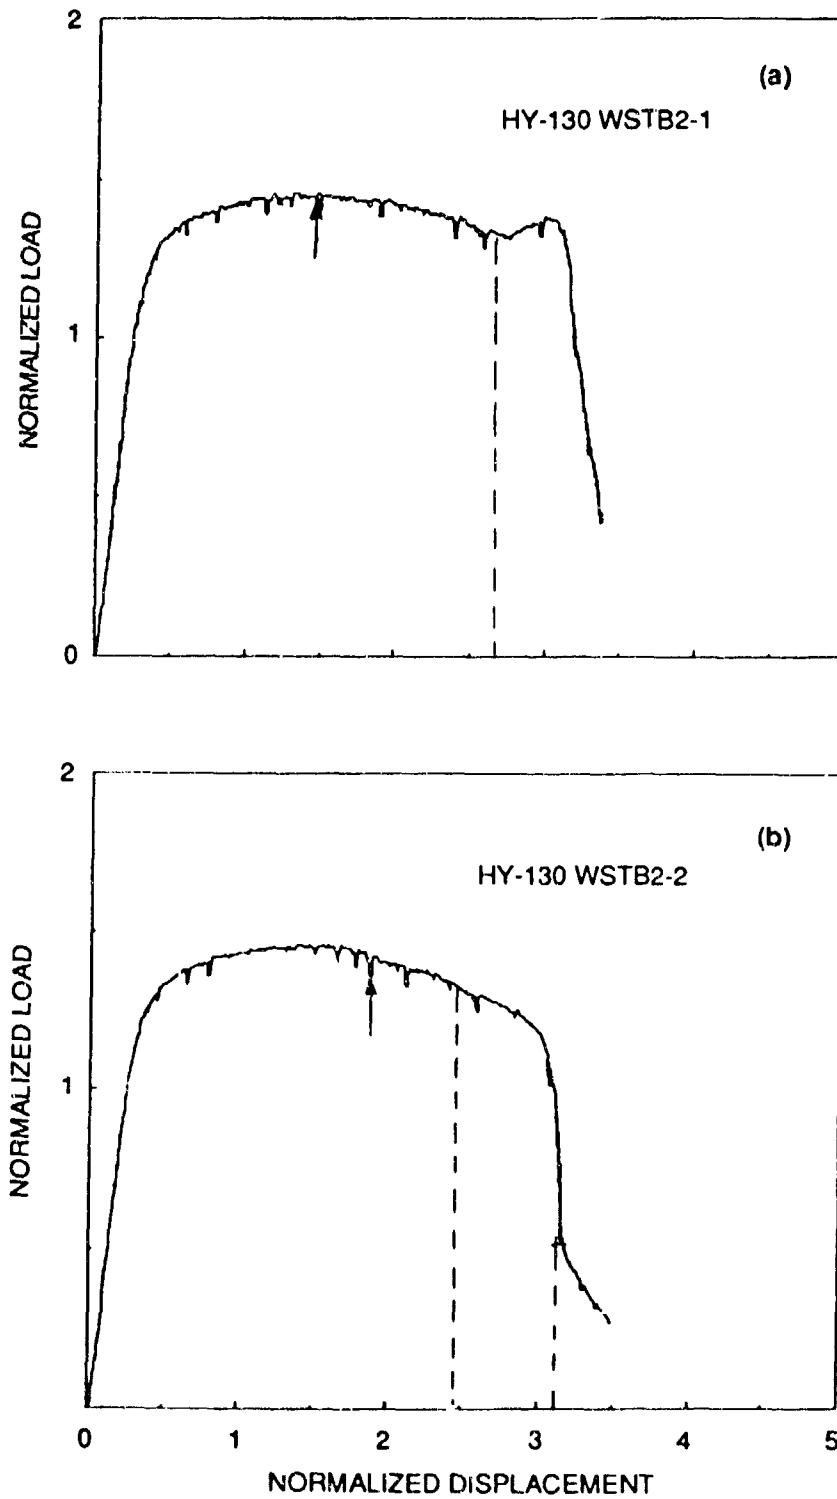 2
(a)
HY-130 WSTB2-1
NORMALIZED LOAD
1
0
2
(b)
HY-130 WSTB2-2
NORMALIZED LOAD
1
0 1 2 3 4 5
NORMALIZED DISPLACEMENT